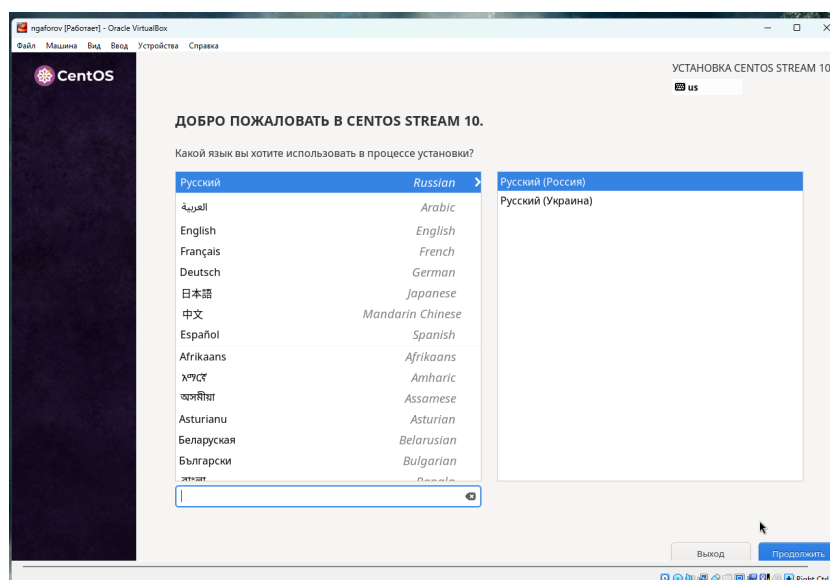 ngaforov [Работает] - Oracle VirtualBox
Файл Машина Вид Ввод Устройства Справка
CentOS
УСТАНОВКА CENTOS STREAM 10
us
ДОБРО ПОЖАЛОВАТЬ В CENTOS STREAM 10.
Какой язык вы хотите использовать в процессе установки?
Русский Russian
العربية Arabic
English English
Français French
Deutsch German
日本語 Japanese
中文 Mandarin Chinese
Español Spanish
Afrikaans Afrikaans
አማርኛ Amharic
অসমীয়া Assamese
Asturianu Asturian
Беларуская Belarusian
Български Bulgarian
Русский (Россия)
Русский (Украина)
Выход
Продолжить
Right Ctrl